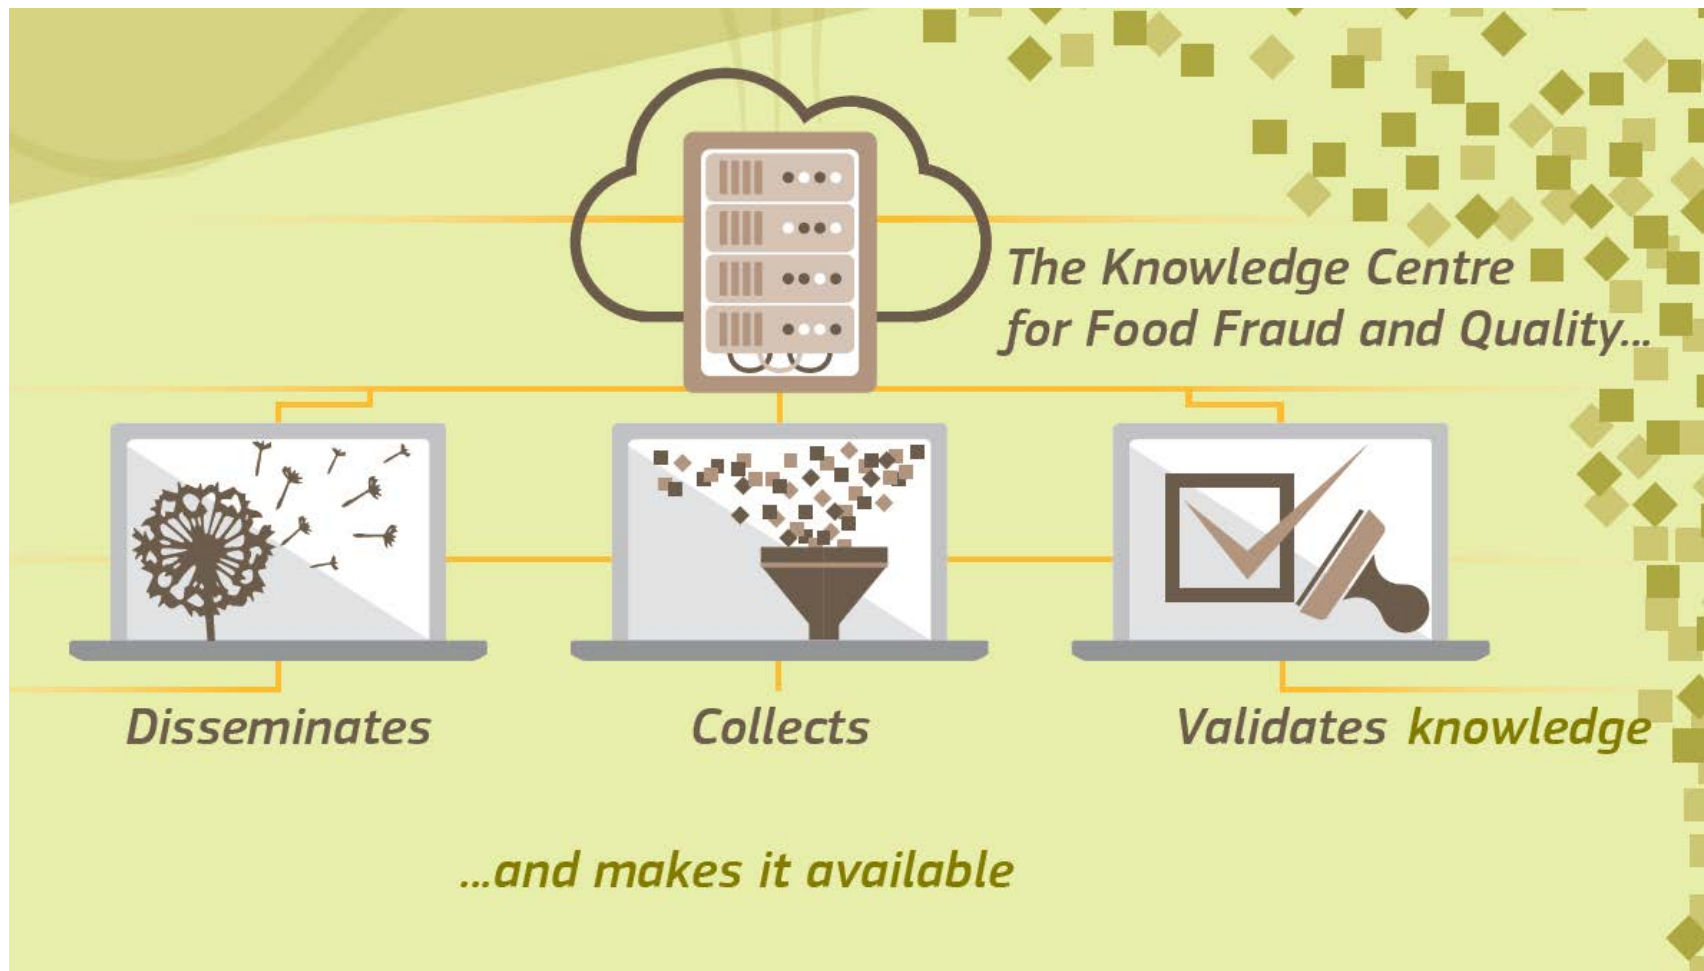 The Knowledge Centre
for Food Fraud and Quality...
Disseminates
Collects
Validates knowledge
...and makes it available